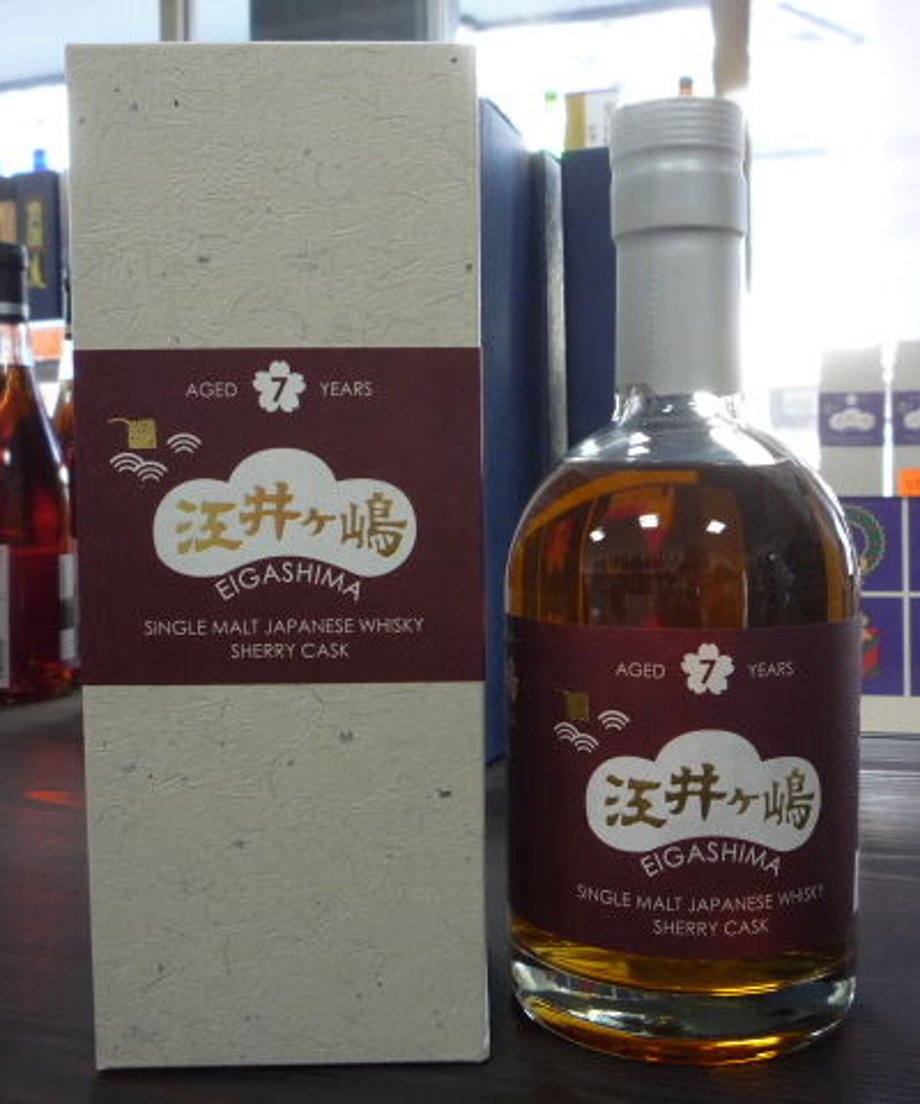 AGED 7 YEARS
江井ヶ嶋
EIGASHIMA
SINGLE MALT JAPANESE WHISKY
SHERRY CASK
AGED 7 YEARS
江井ヶ嶋
EIGASHIMA
SINGLE MALT JAPANESE WHISKY
SHERRY CASK